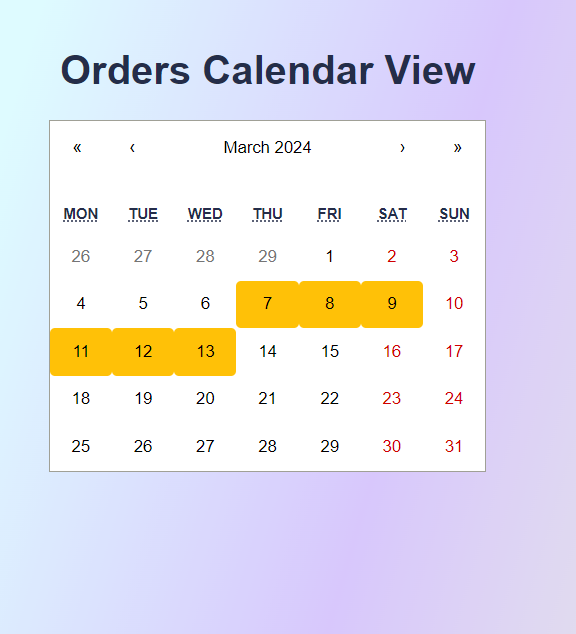 Orders Calendar View
« ‹ March 2024 › »
MON TUE WED THU FRI SAT SUN
26 27 28 29 1 2 3
4 5 6 7 8 9 10
11 12 13 14 15 16 17
18 19 20 21 22 23 24
25 26 27 28 29 30 31